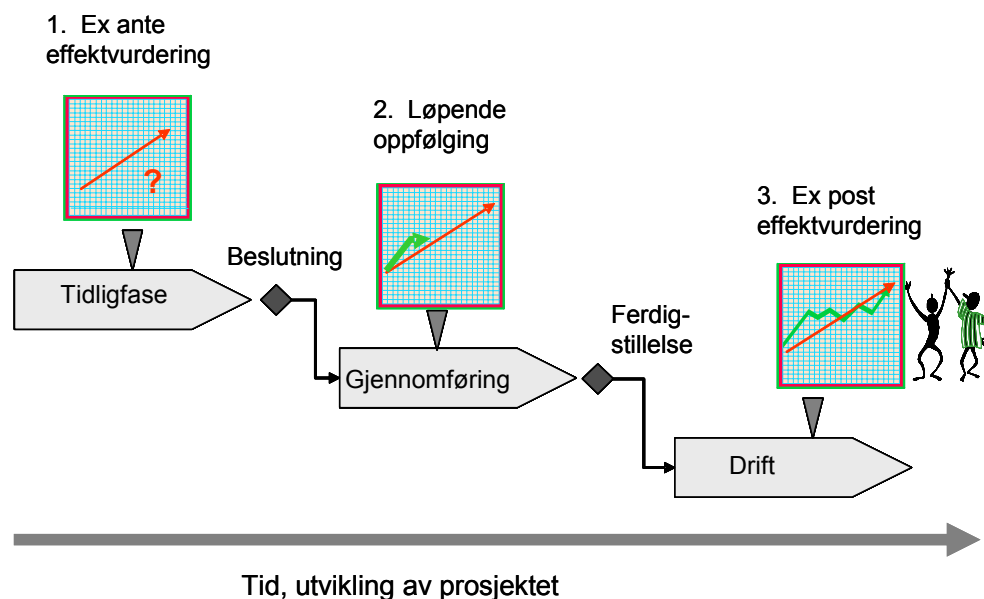 1. Ex ante
effektvurdering
?
2. Løpende
oppfølging
3. Ex post
effektvurdering
Beslutning
Tidligfase
Ferdig-
stillelse
Gjennomføring
Drift
Tid, utvikling av prosjektet